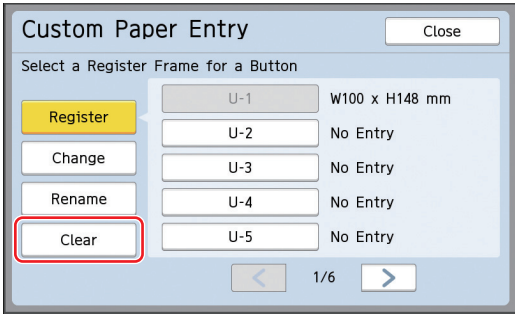 Custom Paper Entry
Close
Select a Register Frame for a Button
Register
Change
Rename
Clear
U-1 W100 x H148 mm
U-2 No Entry
U-3 No Entry
U-4 No Entry
U-5 No Entry
< 1/6 >